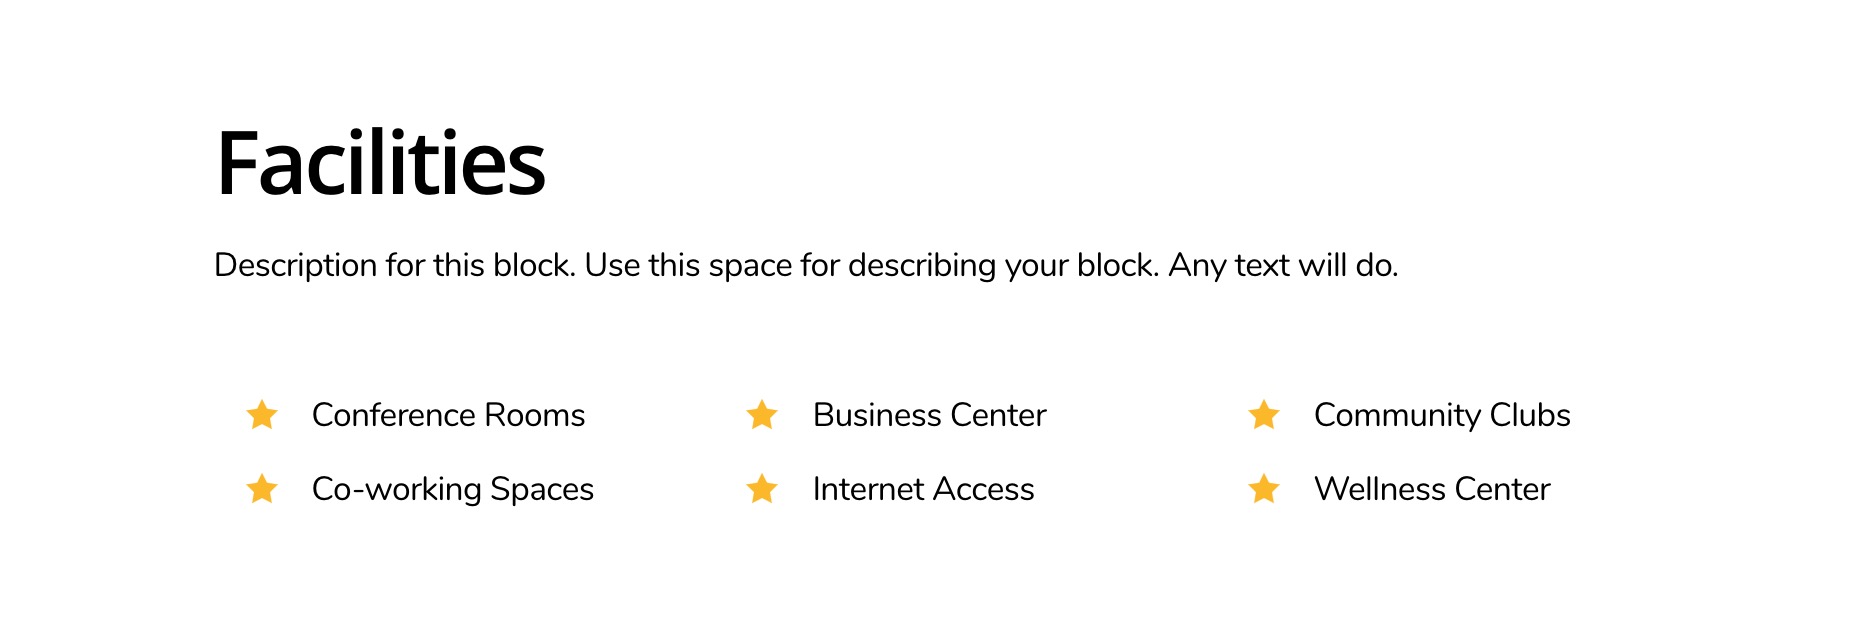 Facilities
Description for this block. Use this space for describing your block. Any text will do.
Conference Rooms
Business Center
Community Clubs
Co-working Spaces
Internet Access
Wellness Center